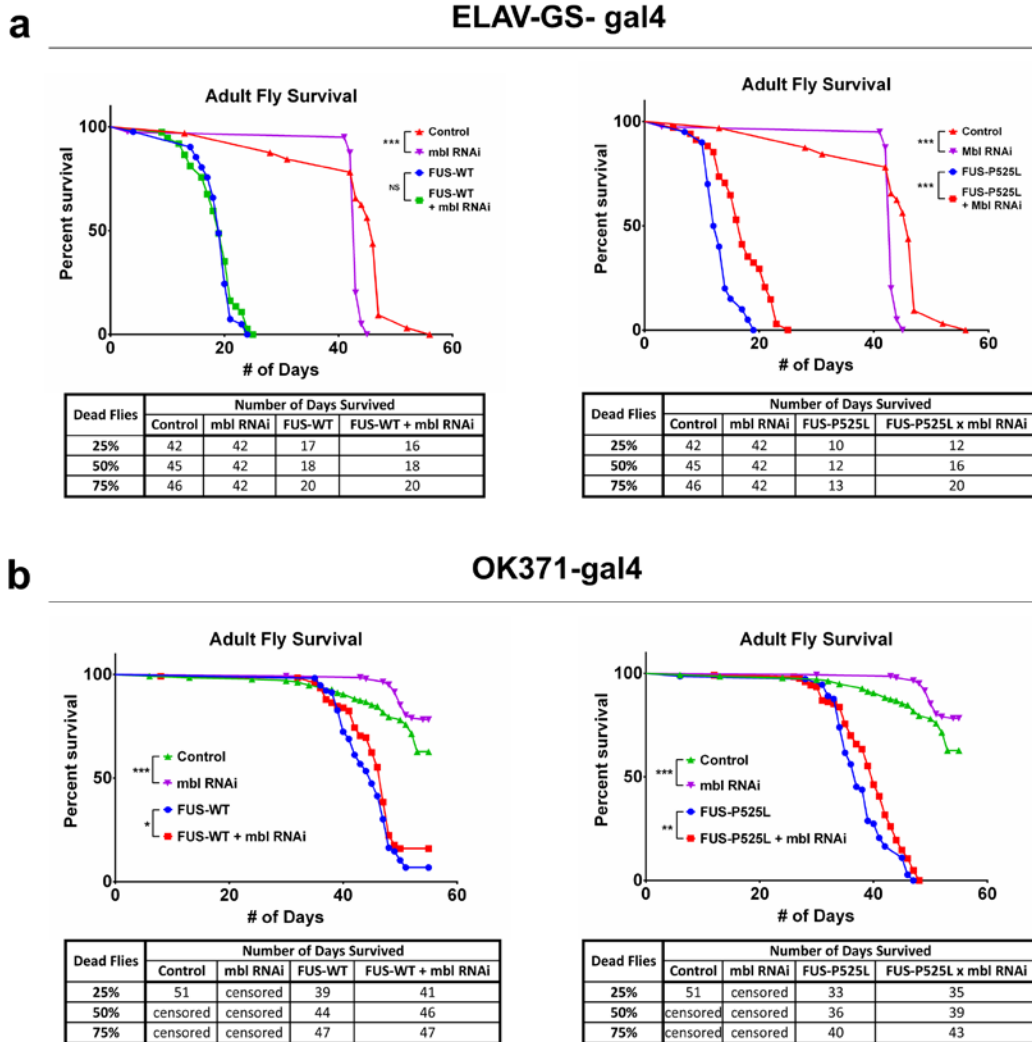 a
ELAV-GS- gal4
Adult Fly Survival
Percent survival
100
50
0
0 20 40 60
# of Days
*** Control
mbl RNAi
NS FUS-WT
FUS-WT
+ mbl RNAi
Dead Flies Number of Days Survived
Control mbl RNAi FUS-WT FUS-WT + mbl RNAi
25% 42 42 17 16
50% 45 42 18 18
75% 46 42 20 20
Adult Fly Survival
Percent survival
100
50
0
0 20 40 60
# of Days
*** Control
Mbl RNAi
*** FUS-P525L
FUS-P525L
+ Mbl RNAi
Dead Flies Number of Days Survived
Control mbl RNAi FUS-P525L FUS-P525L x mbl RNAi
25% 42 42 10 12
50% 45 42 12 16
75% 46 42 13 20
b
OK371-gal4
Adult Fly Survival
Percent survival
100
50
0
0 20 40 60
# of Days
*** Control
mbl RNAi
* FUS-WT
FUS-WT + mbl RNAi
Dead Flies Number of Days Survived
Control mbl RNAi FUS-WT FUS-WT + mbl RNAi
25% 51 censored 39 41
50% censored censored 44 46
75% censored censored 47 47
Adult Fly Survival
Percent survival
100
50
0
0 20 40 60
# of Days
*** Control
mbl RNAi
** FUS-P525L
FUS-P525L + mbl RNAi
Dead Flies Number of Days Survived
Control mbl RNAi FUS-P525L FUS-P525L x mbl RNAi
25% 51 censored 33 35
50% censored censored 36 39
75% censored censored 40 43